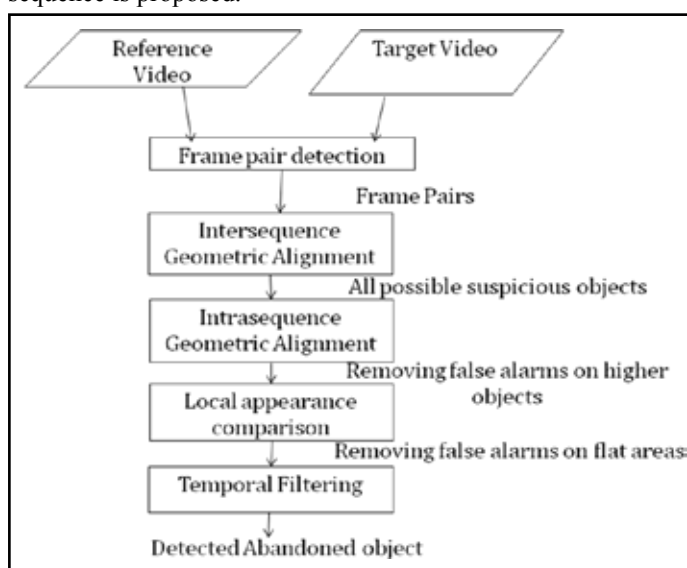 sequence is proposed.
Reference
Video
Target Video
Frame pair detection
Frame Pairs
Intersequence
Geometric Alignment
All possible suspicious objects
Intrasequence
Geometric Alignment
Removing false alarms on higher
objects
Local appearance
comparison
Removing false alarms on flat areas
Temporal Filtering
Detected Abandoned object